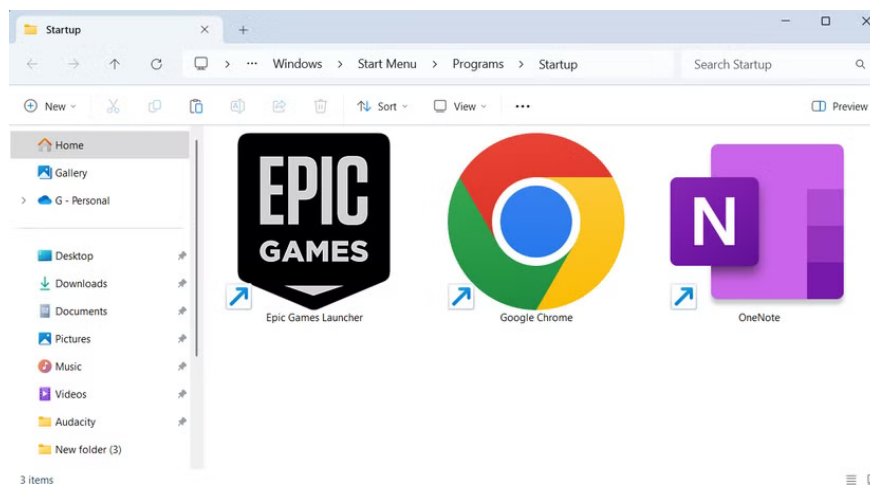 Startup
Windows > Start Menu > Programs > Startup
Search Startup
New
Sort
View
Preview
Home
Gallery
G - Personal
Desktop
Downloads
Documents
Pictures
Music
Videos
Audacity
New folder (3)
EPIC
GAMES
Epic Games Launcher
Google Chrome
N
OneNote
3 items